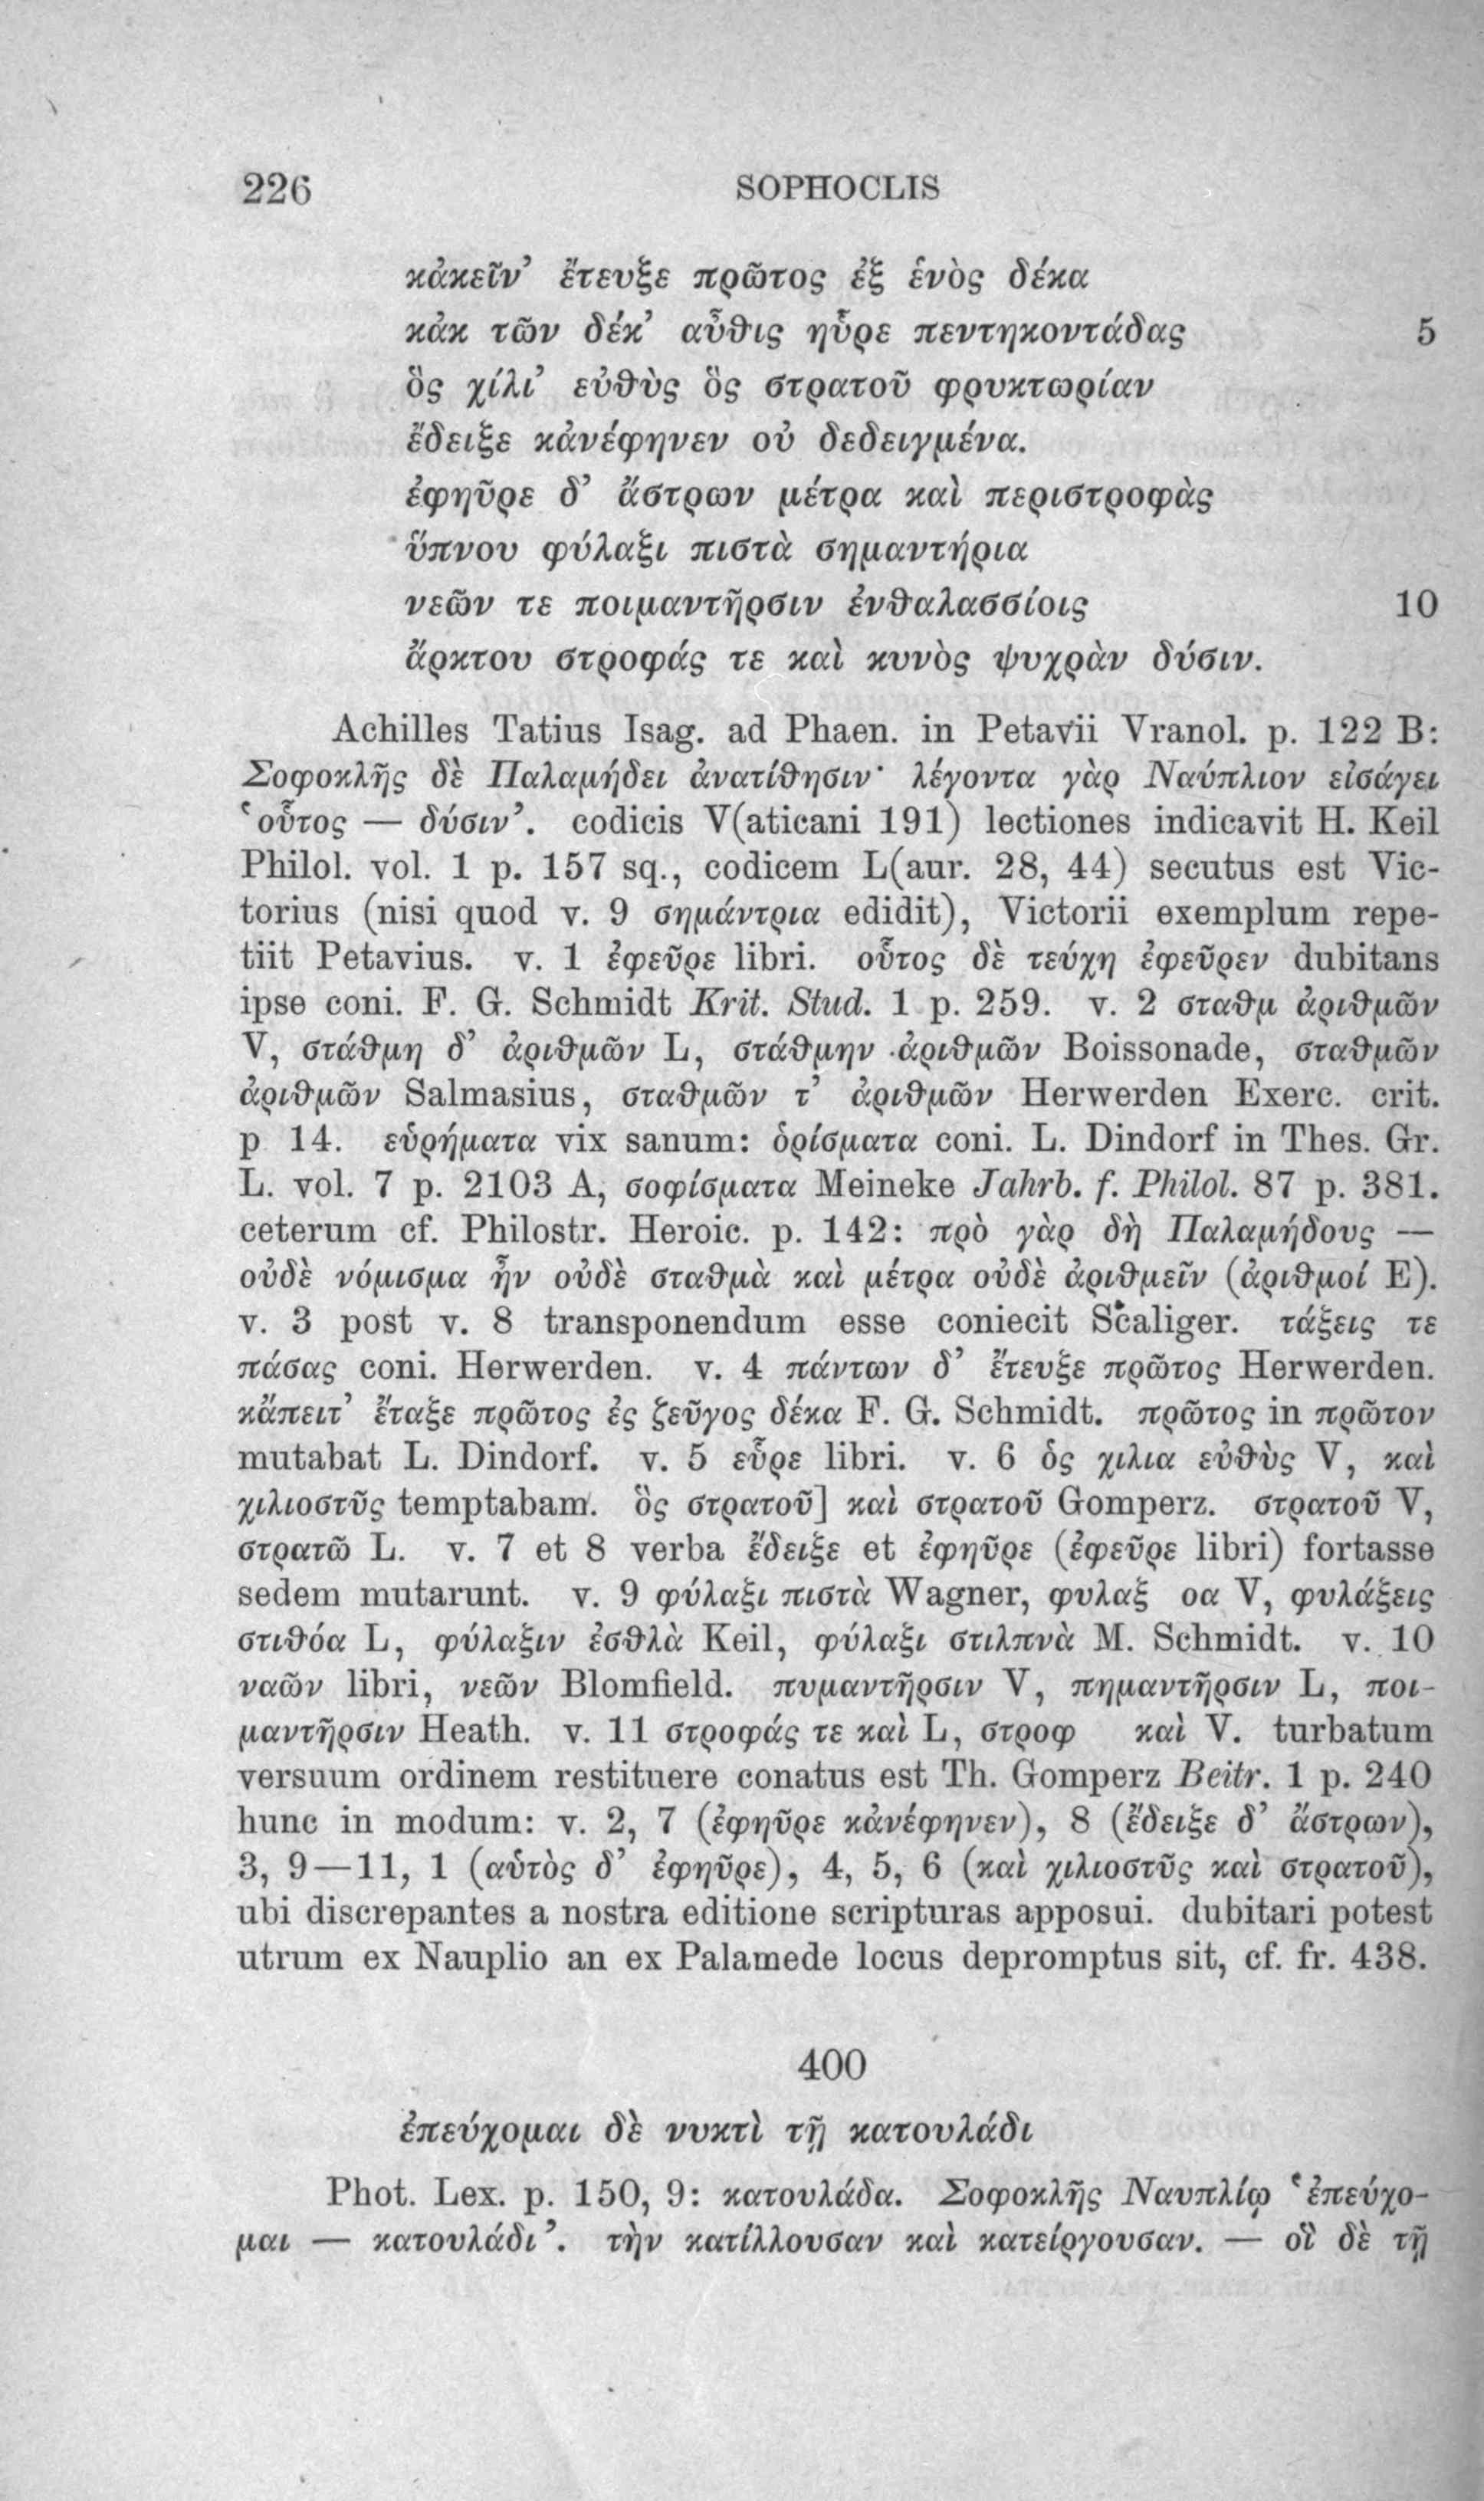 226 SOPHOCLIS
κἀκεῖν’ ἔτευξε πρῶτος ἐξ ἑνὸς δέκα
κἀκ τῶν δέκ’ αὖθις ηὗρε πεντηκοντάδας 5
ὃς χίλι’ εὐθὺς ὃς στρατοῦ φρυκτωρίαν
ἔδειξε κἀνέφηνεν οὐ δεδειγμένα.
ἐφηῦρε δ’ ἄστρων μέτρα καὶ περιστροφὰς
ὕπνου φύλαξι πιστὰ σημαντήρια
νεῶν τε ποιμαντῆρσιν ἐνθαλασσίοις 10
ἄρκτου στροφάς τε καὶ κυνὸς ψυχρὰν δύσιν.
Achilles Tatius Isag. ad Phaen. in Petavii Vranol. p. 122 B:
Σοφοκλῆς δὲ Παλαμήδει ἀνατίθησιν· λέγοντα γὰρ Ναύπλιον εἰσάγει
‘οὗτος — δύσιν’. codicis V(aticani 191) lectiones indicavit H. Keil
Philol. vol. 1 p. 157 sq., codicem L(aur. 28, 44) secutus est Vic-
torius (nisi quod v. 9 σημάντρια edidit), Victorii exemplum repe-
tiit Petavius. v. 1 ἐφεῦρε libri. οὗτος δὲ τεύχη ἐφεῦρεν dubitans
ipse coni. F. G. Schmidt Krit. Stud. 1 p. 259. v. 2 σταθμ ἀριθμῶν
V, στάθμη δ’ ἀριθμῶν L, στάθμην ἀριθμῶν Boissonade, σταθμῶν
ἀριθμῶν Salmasius, σταθμῶν τ’ ἀριθμῶν Herwerden Exerc. crit.
p 14. εὑρήματα vix sanum: ὁρίσματα coni. L. Dindorf in Thes. Gr.
L. vol. 7 p. 2103 A, σοφίσματα Meineke Jahrb. f. Philol. 87 p. 381.
ceterum cf. Philostr. Heroic. p. 142: πρὸ γὰρ δὴ Παλαμήδους —
οὐδὲ νόμισμα ἦν οὐδὲ σταθμὰ καὶ μέτρα οὐδὲ ἀριθμεῖν (ἀριθμοί E).
v. 3 post v. 8 transponendum esse coniecit Scaliger. τάξεις τε
πάσας coni. Herwerden. v. 4 πάντων δ’ ἔτευξε πρῶτος Herwerden.
κἄπειτ’ ἔταξε πρῶτος ἐς ζεῦγος δέκα F. G. Schmidt. πρῶτος in πρῶτον
mutabat L. Dindorf. v. 5 εὗρε libri. v. 6 ὁς χιλια εὐθὺς V, καὶ
χιλιοστῦς temptabam. ὃς στρατοῦ] καὶ στρατοῦ Gomperz. στρατοῦ V,
στρατῶ L. v. 7 et 8 verba ἔδειξε et ἐφηῦρε (ἐφεῦρε libri) fortasse
sedem mutarunt. v. 9 φύλαξι πιστὰ Wagner, φυλαξ οα V, φυλάξεις
στιθόα L, φύλαξιν ἐσθλὰ Keil, φύλαξι στιλπνὰ M. Schmidt. v. 10
ναῶν libri, νεῶν Blomfield. πυμαντῆρσιν V, πημαντῆρσιν L, ποι-
μαντῆρσιν Heath. v. 11 στροφάς τε καὶ L, στροφ καὶ V. turbatum
versuum ordinem restituere conatus est Th. Gomperz Beitr. 1 p. 240
hunc in modum: v. 2, 7 (ἐφηῦρε κἀνέφηνεν), 8 (ἔδειξε δ’ ἄστρων),
3, 9—11, 1 (αὑτὸς δ’ ἐφηῦρε), 4, 5, 6 (καὶ χιλιοστῦς καὶ στρατοῦ),
ubi discrepantes a nostra editione scripturas apposui. dubitari potest
utrum ex Nauplio an ex Palamede locus depromptus sit, cf. fr. 438.
400
ἐπεύχομαι δὲ νυκτὶ τῇ κατουλάδι
Phot. Lex. p. 150, 9: κατουλάδα. Σοφοκλῆς Ναυπλίῳ ‘ἐπεύχο-
μαι — κατουλάδι’. τὴν κατίλλουσαν καὶ κατείργουσαν. — οἳ δὲ τῇ